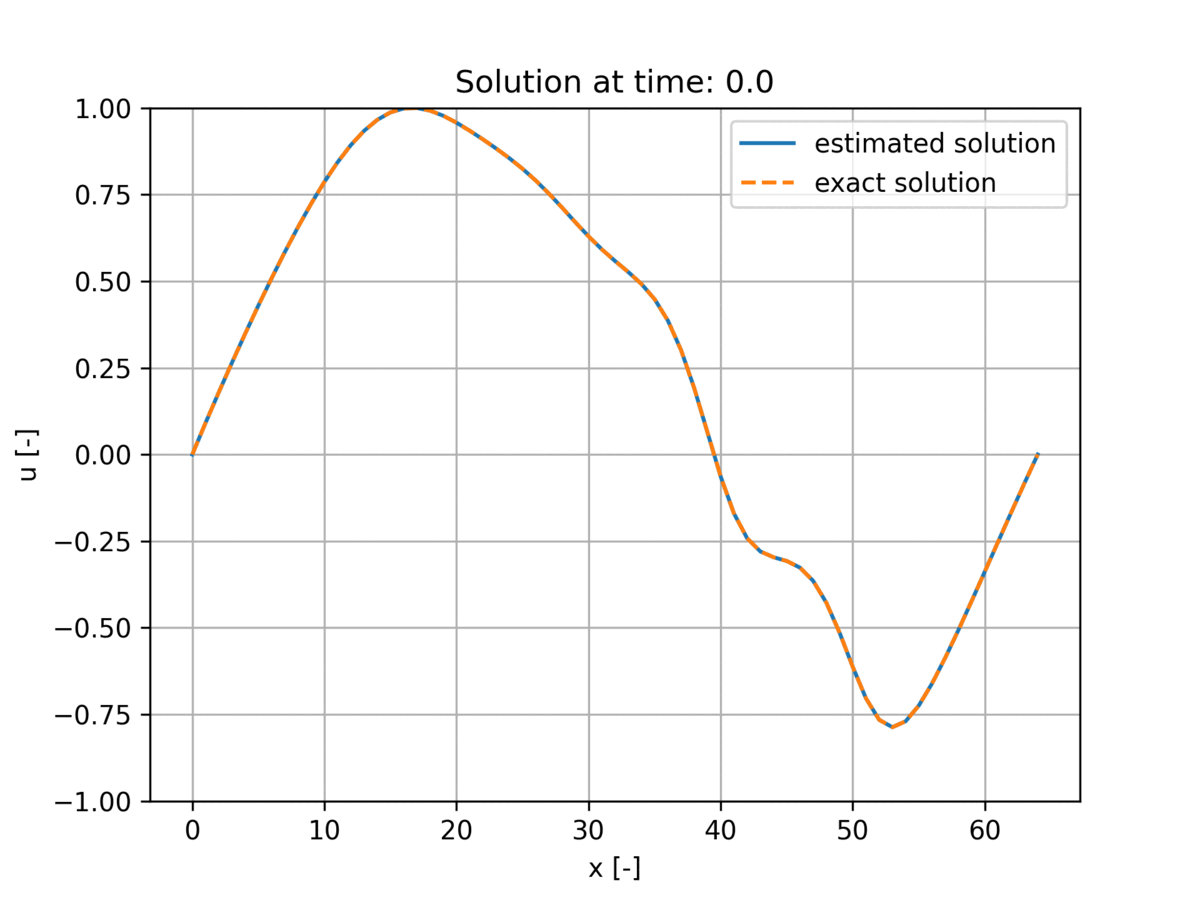 Solution at time: 0.0
estimated solution
exact solution
1.00
0.75
0.50
0.25
0.00
−0.25
−0.50
−0.75
−1.00
u [-]
0 10 20 30 40 50 60
x [-]